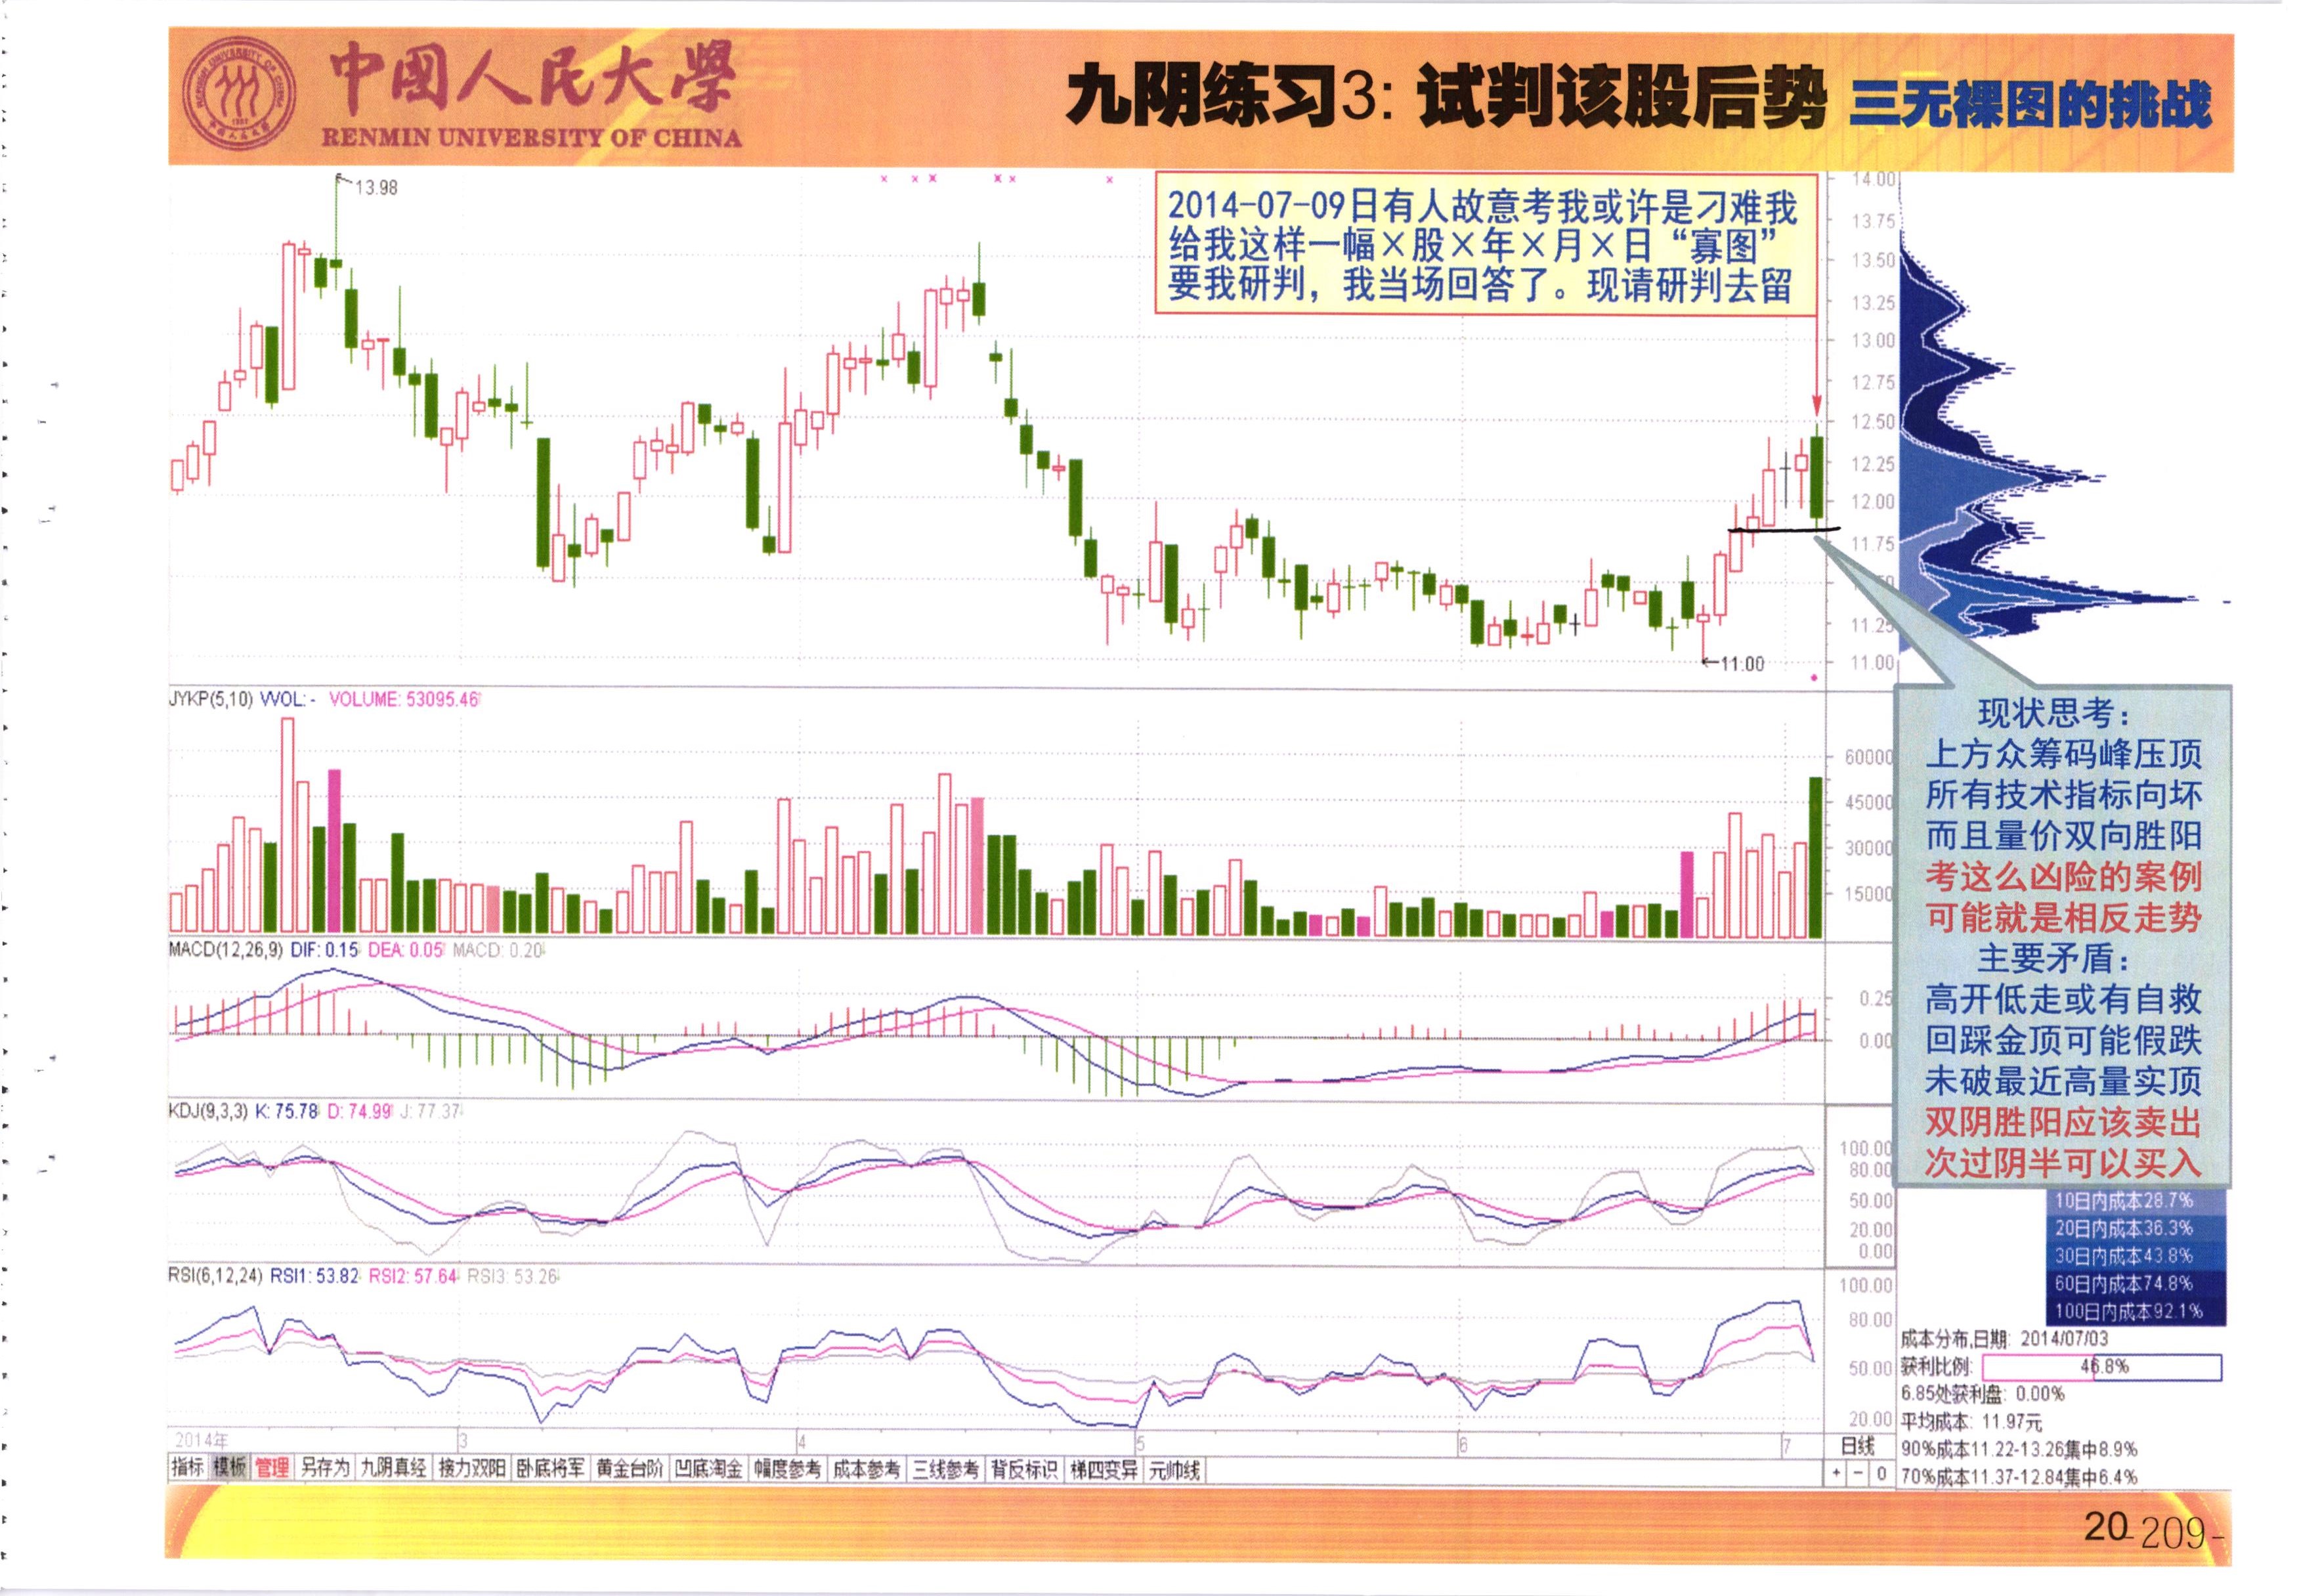 中國人民大學
RENMIN UNIVERSITY OF CHINA
九阴练习3: 试判该股后势 三无裸图的挑战
13.98
2014-07-09日有人故意考我或许是刁难我
给我这样一幅×股×年×月×日“寡图”
要我研判，我当场回答了。现请研判去留
14.00
13.75
13.50
13.25
13.00
12.75
12.50
12.25
12.00
11.75
11.25
11.00
11.00
现状思考：
上方众筹码峰压顶
所有技术指标向坏
而且量价双向胜阳
考这么凶险的案例
可能就是相反走势
主要矛盾：
高开低走或有自救
回踩金顶可能假跌
未破最近高量实顶
双阴胜阳应该卖出
次过阴半可以买入
JYKP(5,10) VVOL: - VOLUME: 53095.46
60000
45000
30000
15000
MACD(12,26,9) DIF: 0.15 DEA: 0.05 MACD: 0.20
0.25
0.00
KDJ(9,3,3) K: 75.78 D: 74.99 J: 77.37
100.00
80.00
50.00
20.00
0.00
RSI(6,12,24) RSI1: 53.82 RSI2: 57.64 RSI3: 53.26
100.00
80.00
50.00
20.00
10日内成本28.7%
20日内成本36.3%
30日内成本43.8%
60日内成本74.8%
100日内成本92.1%
成本分布,日期: 2014/07/03
获利比例: 46.8%
6.85处获利盘: 0.00%
平均成本: 11.97元
90%成本11.22-13.26集中8.9%
70%成本11.37-12.84集中6.4%
2014年 3 4 5 6 7 日线
指标 模板 管理 另存为 九阴真经 接力双阳 卧底将军 黄金台阶 凹底淘金 幅度参考 成本参考 三线参考 背反标识 梯四变异 元帅线 + - 0
20 -209-